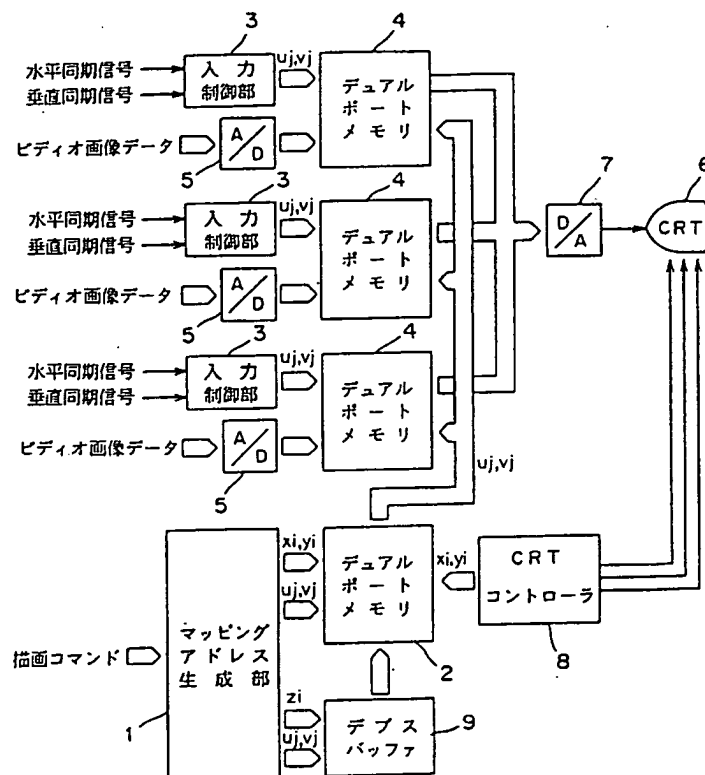 3
水平同期信号
垂直同期信号
入力
制御部
uj,vj
4
デュアル
ポート
メモリ
ビディオ画像データ
A/D
5
3
水平同期信号
垂直同期信号
入力
制御部
uj,vj
4
デュアル
ポート
メモリ
ビディオ画像データ
A/D
5
7
D/A
6
CRT
3
水平同期信号
垂直同期信号
入力
制御部
uj,vj
4
デュアル
ポート
メモリ
ビディオ画像データ
A/D
5
uj,vj
描画コマンド
マッピング
アドレス
生成部
1
xi,yi
uj,vj
デュアル
ポート
メモリ
2
xi,yi
CRT
コントローラ
8
zi
uj,vj
デプス
バッファ
9